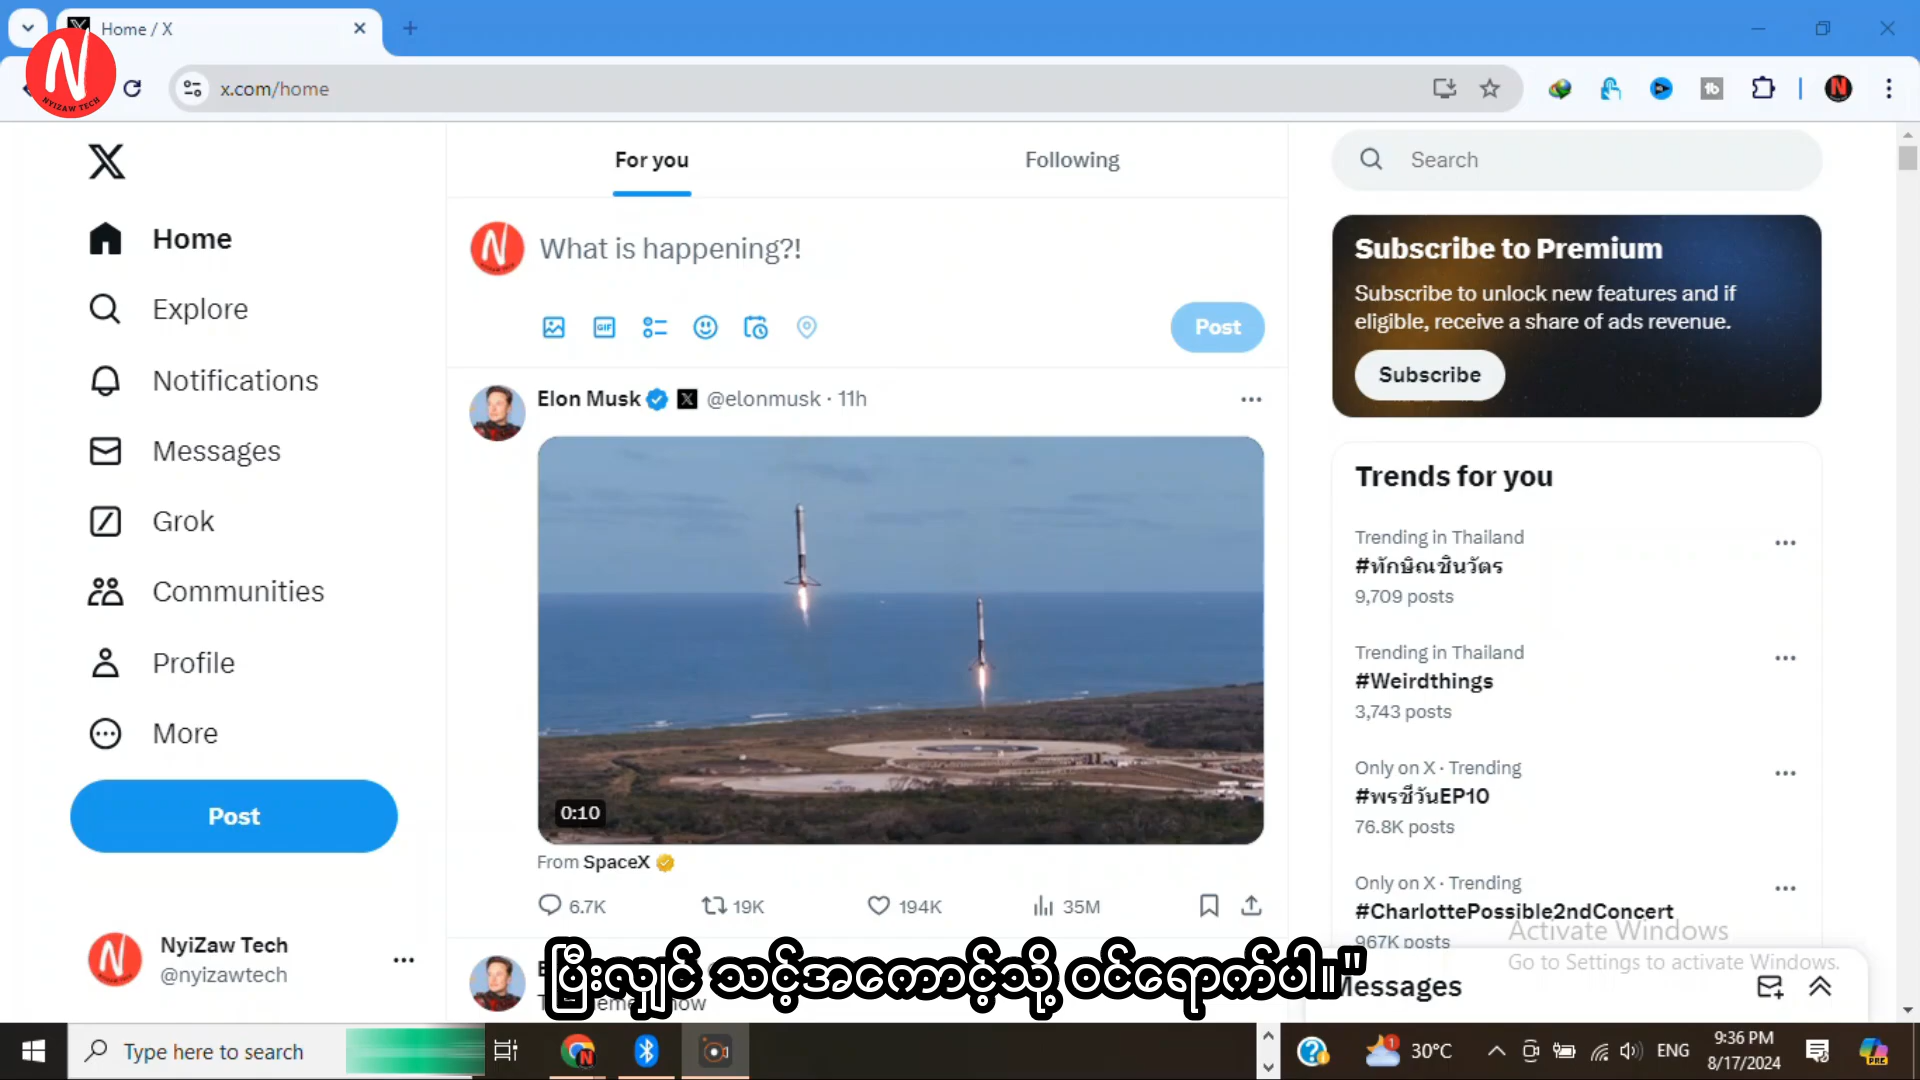 Home / X
x.com/home
NYIZAW TECH
For you
Following
Search
Home
Explore
Notifications
Messages
Grok
Communities
Profile
More
Post
NyiZaw Tech
@nyizawtech
What is happening?!
GIF
Post
Elon Musk @elonmusk · 11h
0:10
From SpaceX
6.7K 19K 194K 35M
Subscribe to Premium
Subscribe to unlock new features and if
eligible, receive a share of ads revenue.
Subscribe
Trends for you
Trending in Thailand
#ทักษิณชินวัตร
9,709 posts
Trending in Thailand
#Weirdthings
3,743 posts
Only on X · Trending
#พรชีวันEP10
76.8K posts
Only on X · Trending
#CharlottePossible2ndConcert
967K posts
Activate Windows
Go to Settings to activate Windows.
Messages
ပြီးလျှင် သင့်အကောင့်သို့ ဝင်ရောက်ပါ။"
Type here to search
30°C
ENG
9:36 PM
8/17/2024